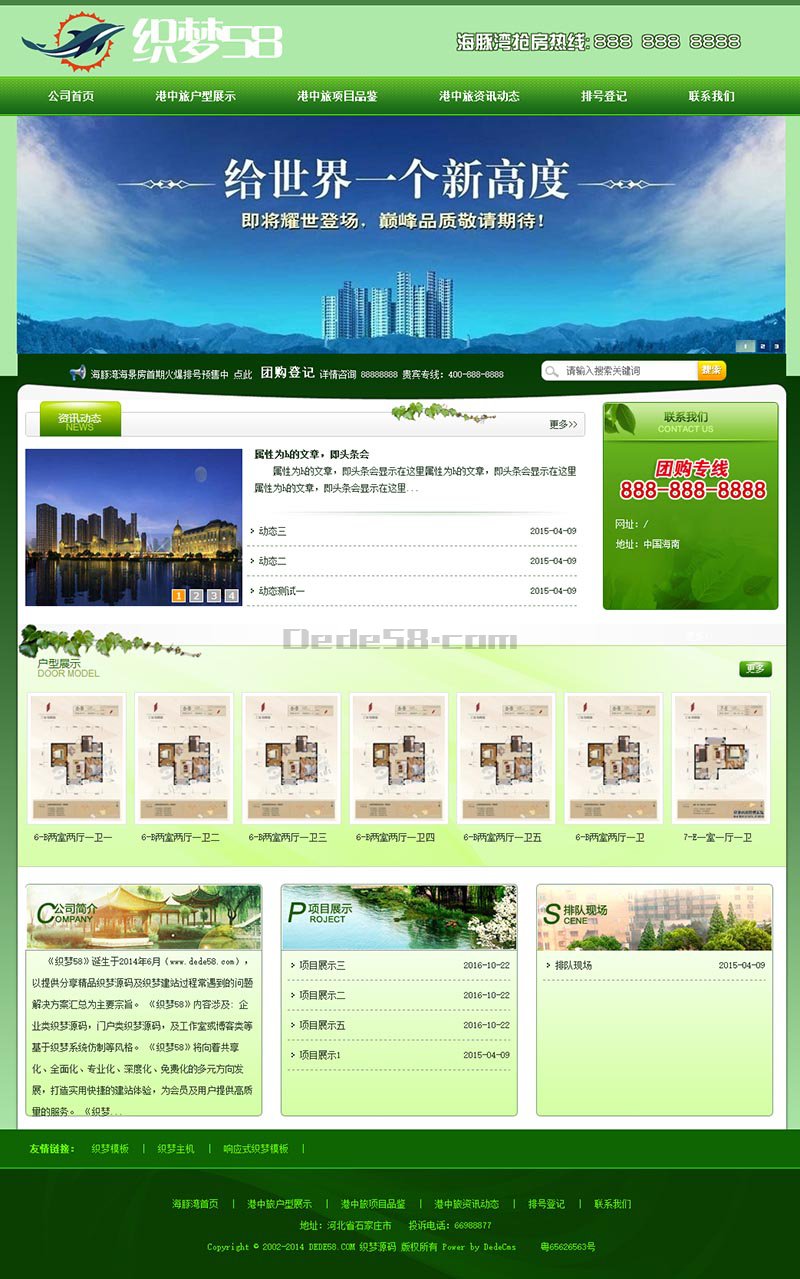 织梦58
海豚湾抢房热线:888 888 8888
公司首页 港中旅户型展示 港中旅项目品鉴 港中旅资讯动态 排号登记 联系我们
给世界一个新高度
即将耀世登场，巅峰品质敬请期待!
1 2 3
海豚湾海景房首期火爆排号预售中 点此 团购登记 详情咨询 88888888 贵宾专线: 400-888-8888
请输入搜索关键词 搜索
资讯动态
NEWS
更多>>
属性为h的文章，即头条会
属性为h的文章，即头条会显示在这里属性为h的文章，即头条会显示在这里
属性为h的文章，即头条会显示在这里...
动态三 2015-04-09
动态二 2015-04-09
动态测试一 2015-04-09
1 2 3 4
联系我们
CONTACT US
团购专线
888-888-8888
网址: /
地址: 中国海南
Dede58.com
户型展示
DOOR MODEL
更多
6-B两室两厅一卫一 6-B两室两厅一卫二 6-B两室两厅一卫三 6-B两室两厅一卫四 6-B两室两厅一卫五 6-B两室两厅一卫 7-E一室一厅一卫
公司简介
COMPANY
《织梦58》诞生于2014年6月（www.dede58.com），
以提供分享精品织梦源码及织梦建站过程常遇到的问题
解决方案汇总为主要宗旨。 《织梦58》内容涉及: 企
业类织梦源码，门户类织梦源码，及工作室或博客类等
基于织梦系统仿制等风格。 《织梦58》将向着共享
化、全面化、专业化、深度化、免费化的多元方向发
展，打造实用快捷的建站体验，为会员及用户提供高质
量的服务。 《织梦...
项目展示
PROJECT
项目展示三 2016-10-22
项目展示二 2016-10-22
项目展示五 2016-10-22
项目展示1 2015-04-09
排队现场
SCENE
排队现场 2015-04-09
友情链接: 织梦模板 | 织梦主机 | 响应式织梦模板 |
海豚湾首页 | 港中旅户型展示 | 港中旅项目品鉴 | 港中旅资讯动态 | 排号登记 | 联系我们
地址: 河北省石家庄市 投诉电话: 66988877
Copyright © 2002-2014 DEDE58.COM 织梦源码 版权所有 Power by DedeCms 粤65626563号